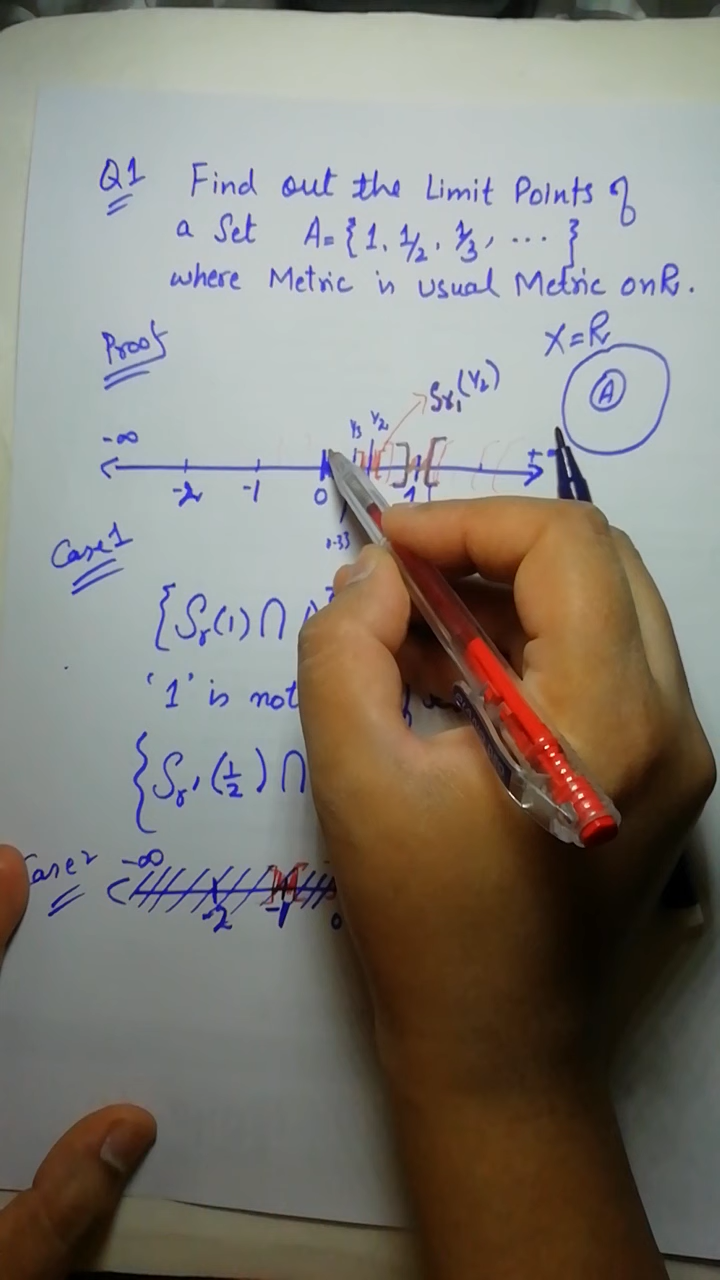 Q1 Find out the Limit Points of
a Set A={1, 1/2, 1/3, ... }
where Metric is usual Metric on R.
Proof
X=R
A
Sr₁(1/2)
1/3 1/2
-∞ +
-2 -1 0 1
0.33
Case 1
{Sr(1) ∩
'1' is not
{Sr₁(1/2) ∩
Case 2 -∞
-2 -1 0